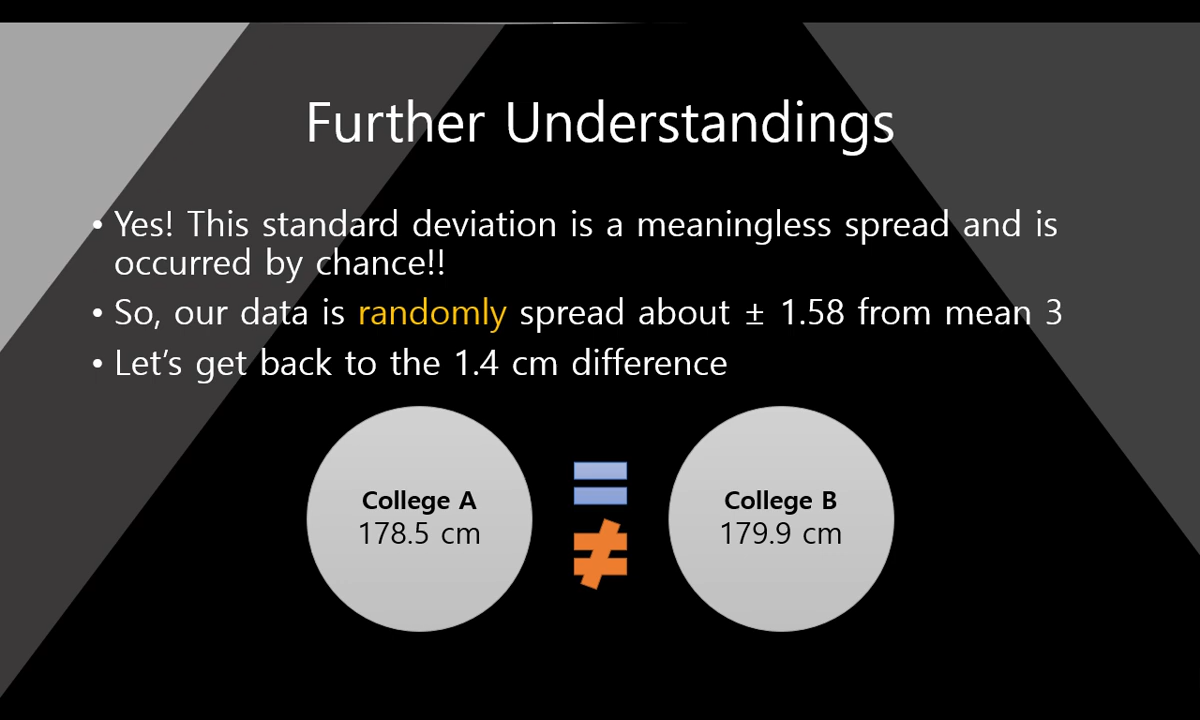 Further Understandings
• Yes! This standard deviation is a meaningless spread and is
occurred by chance!!
• So, our data is randomly spread about ± 1.58 from mean 3
• Let’s get back to the 1.4 cm difference
College A
178.5 cm
=
≠
College B
179.9 cm